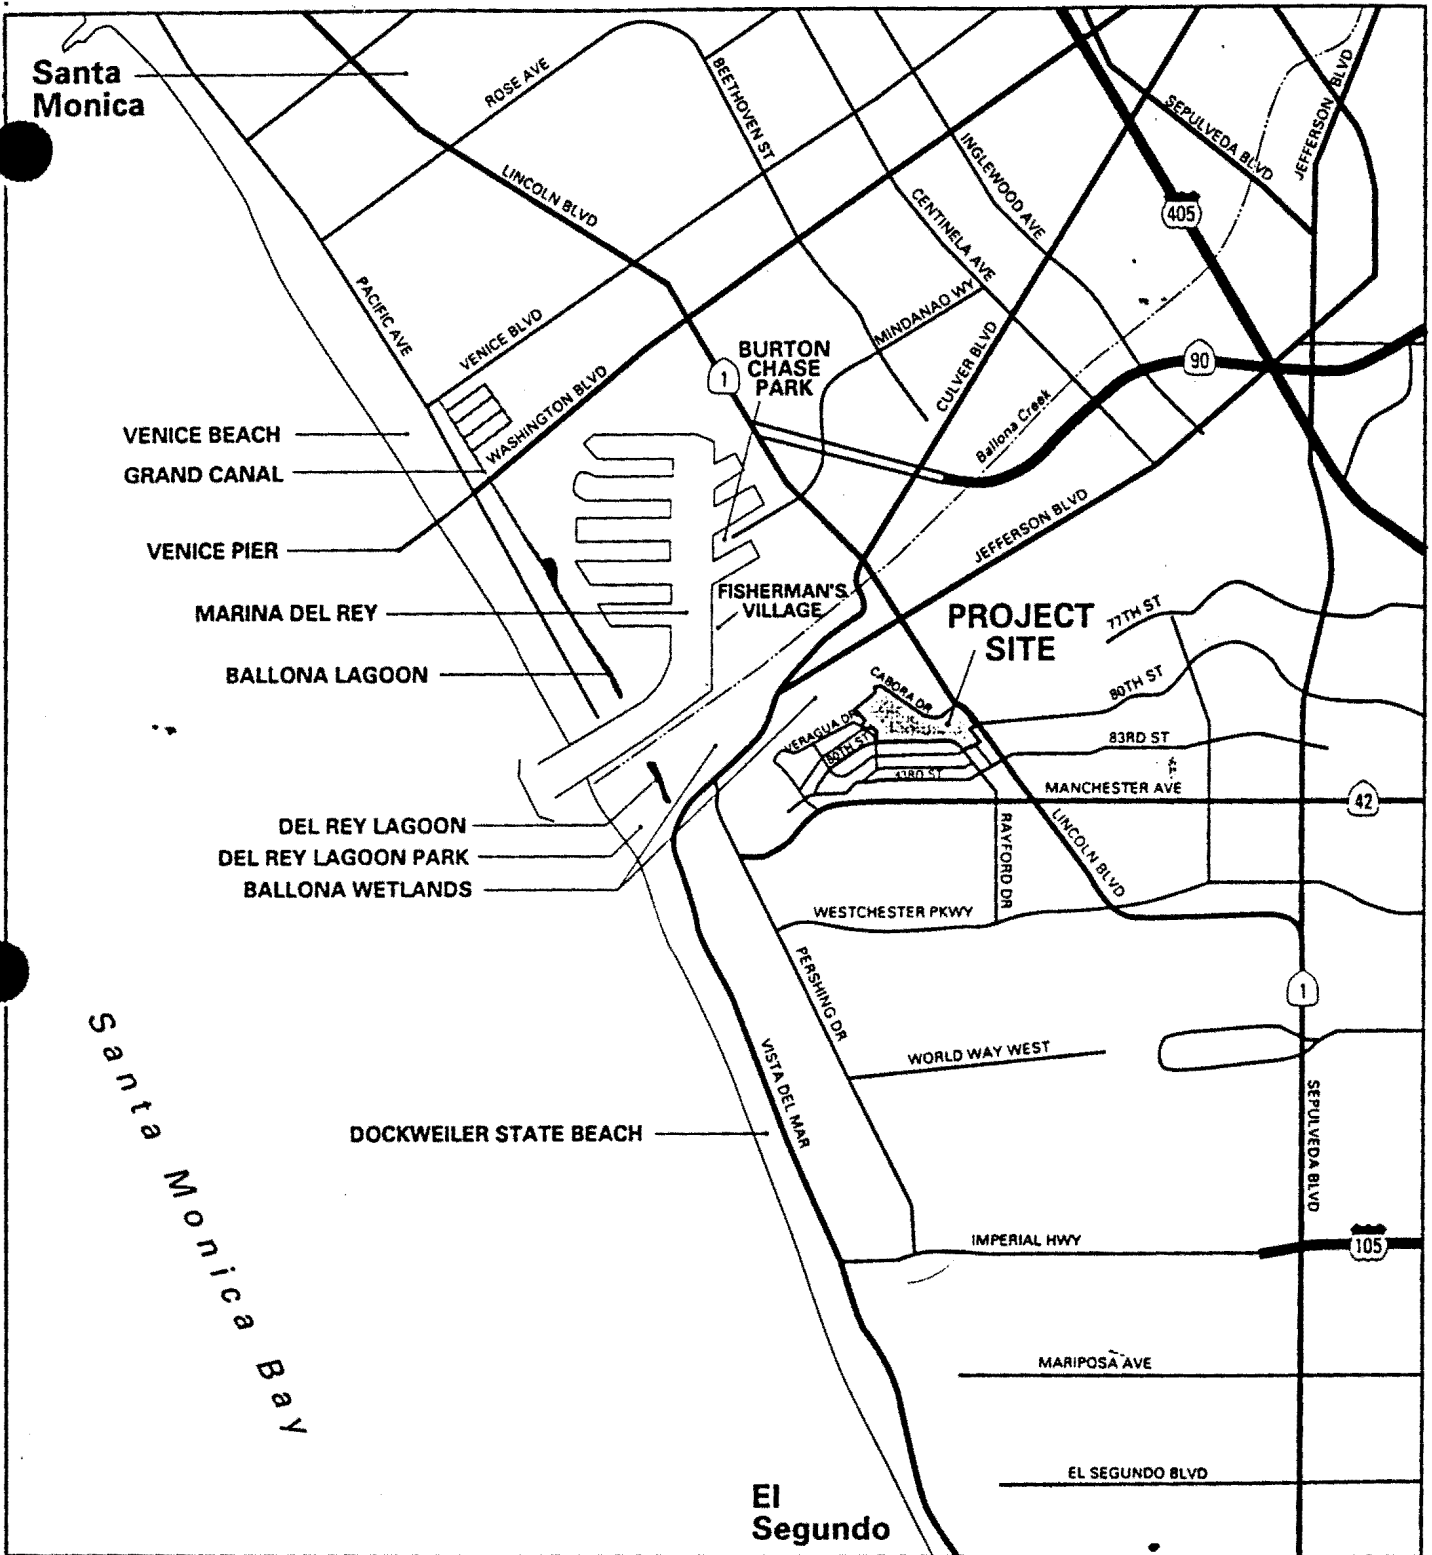 Santa
Monica
ROSE AVE
BEETHOVEN ST
SEPULVEDA BLVD
JEFFERSON BLVD
INGLEWOOD AVE
LINCOLN BLVD
405
CENTINELA AVE
PACIFIC AVE
MINDANAO WY
VENICE BLVD
CULVER BLVD
BURTON
CHASE
PARK
1
90
WASHINGTON BLVD
Ballona Creek
VENICE BEACH
GRAND CANAL
JEFFERSON BLVD
VENICE PIER
FISHERMAN'S
VILLAGE
MARINA DEL REY
PROJECT
SITE
77TH ST
BALLONA LAGOON
CABORA DR
80TH ST
VERAGUA DR
80TH ST
83RD ST
83RD ST
MANCHESTER AVE
42
DEL REY LAGOON
DEL REY LAGOON PARK
BALLONA WETLANDS
RAYFORD DR
LINCOLN BLVD
WESTCHESTER PKWY
PERSHING DR
1
Santa Monica Bay
VISTA DEL MAR
WORLD WAY WEST
DOCKWEILER STATE BEACH
SEPULVEDA BLVD
IMPERIAL HWY
105
MARIPOSA AVE
EL SEGUNDO BLVD
El
Segundo